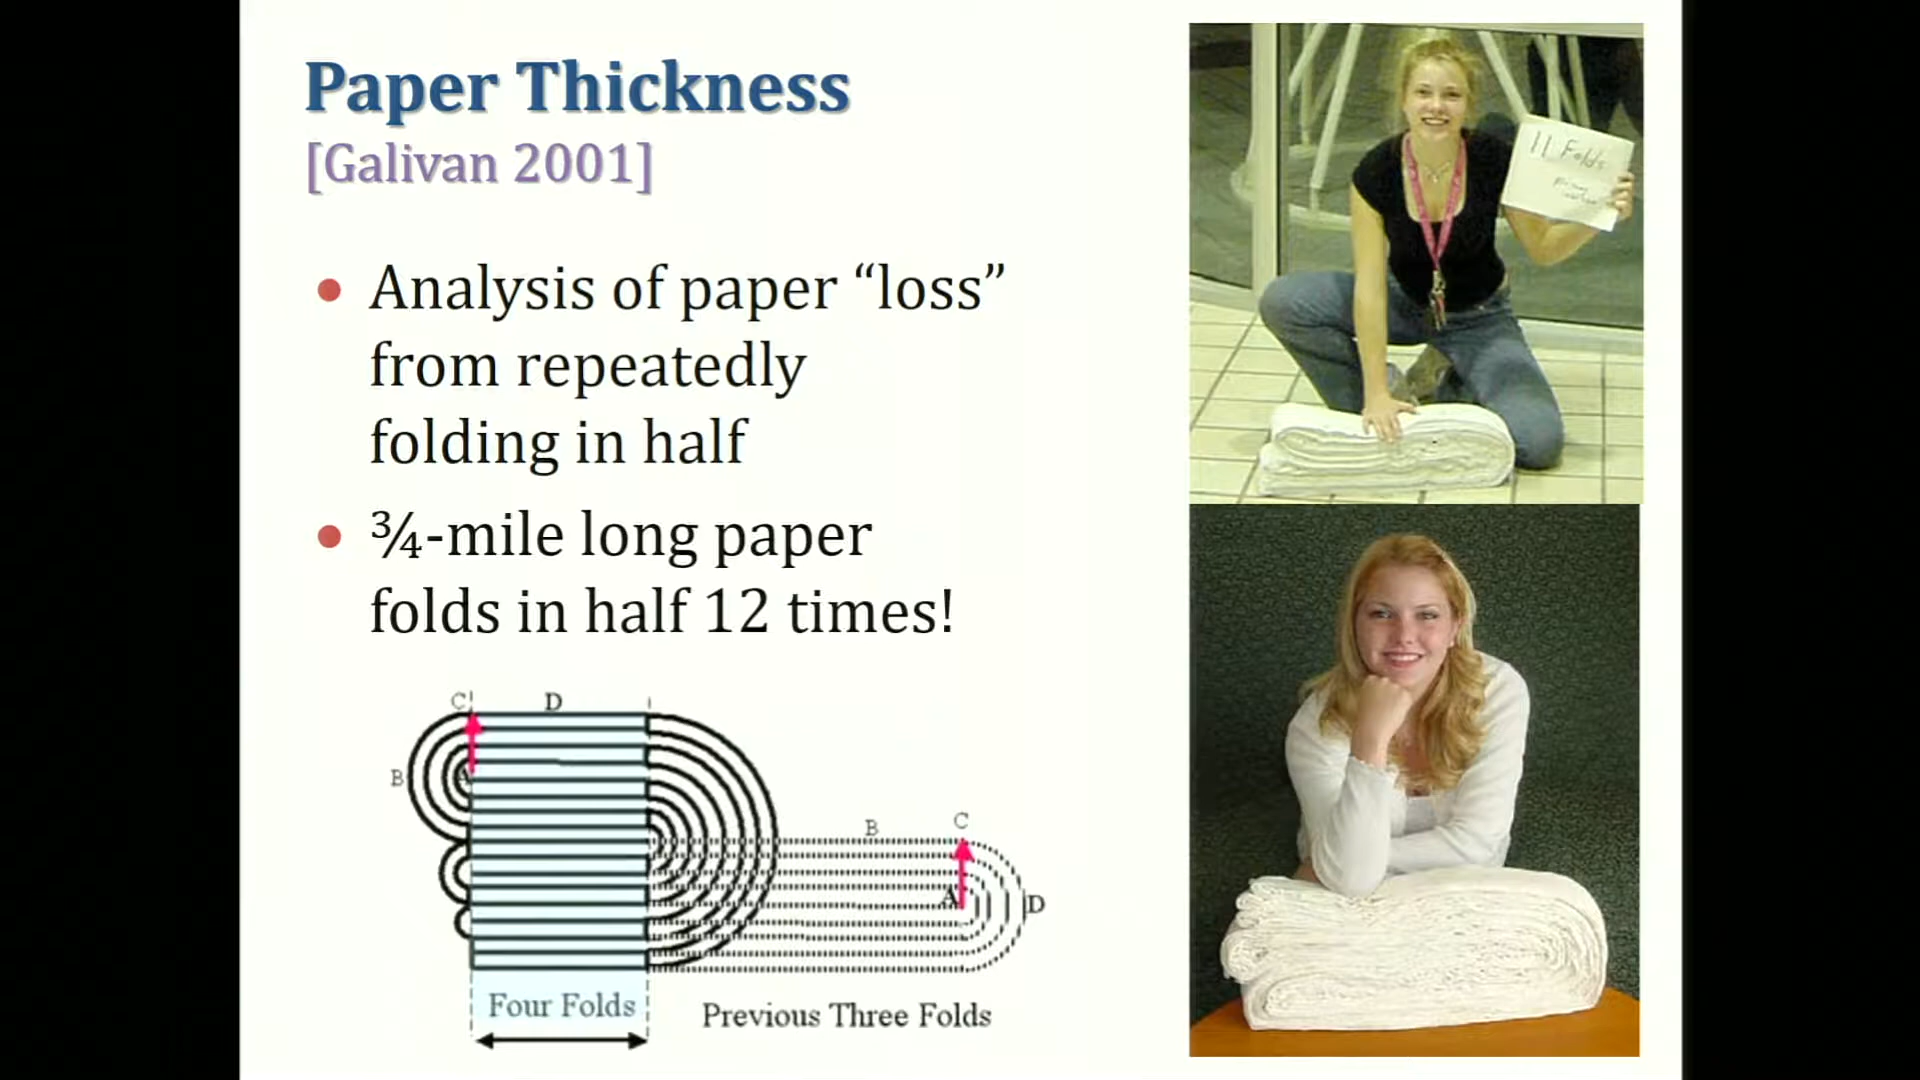 Paper Thickness
[Galivan 2001]
• Analysis of paper “loss”
from repeatedly
folding in half
• ¾-mile long paper
folds in half 12 times!
C D
B A
B C
A D
Four Folds
Previous Three Folds
11 Folds